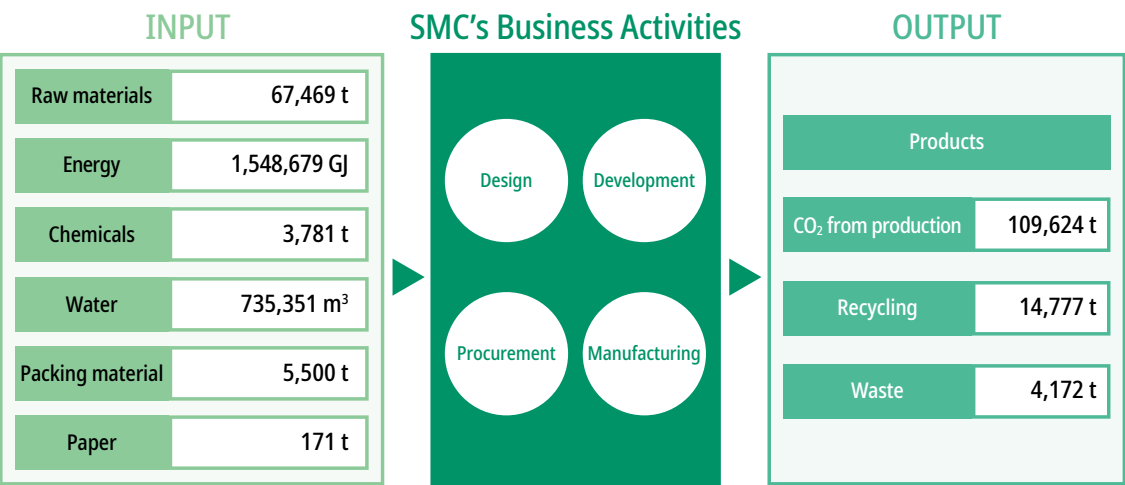 INPUT
Raw materials 67,469 t
Energy 1,548,679 GJ
Chemicals 3,781 t
Water 735,351 m³
Packing material 5,500 t
Paper 171 t
SMC's Business Activities
Design
Development
Procurement
Manufacturing
OUTPUT
Products
CO₂ from production 109,624 t
Recycling 14,777 t
Waste 4,172 t